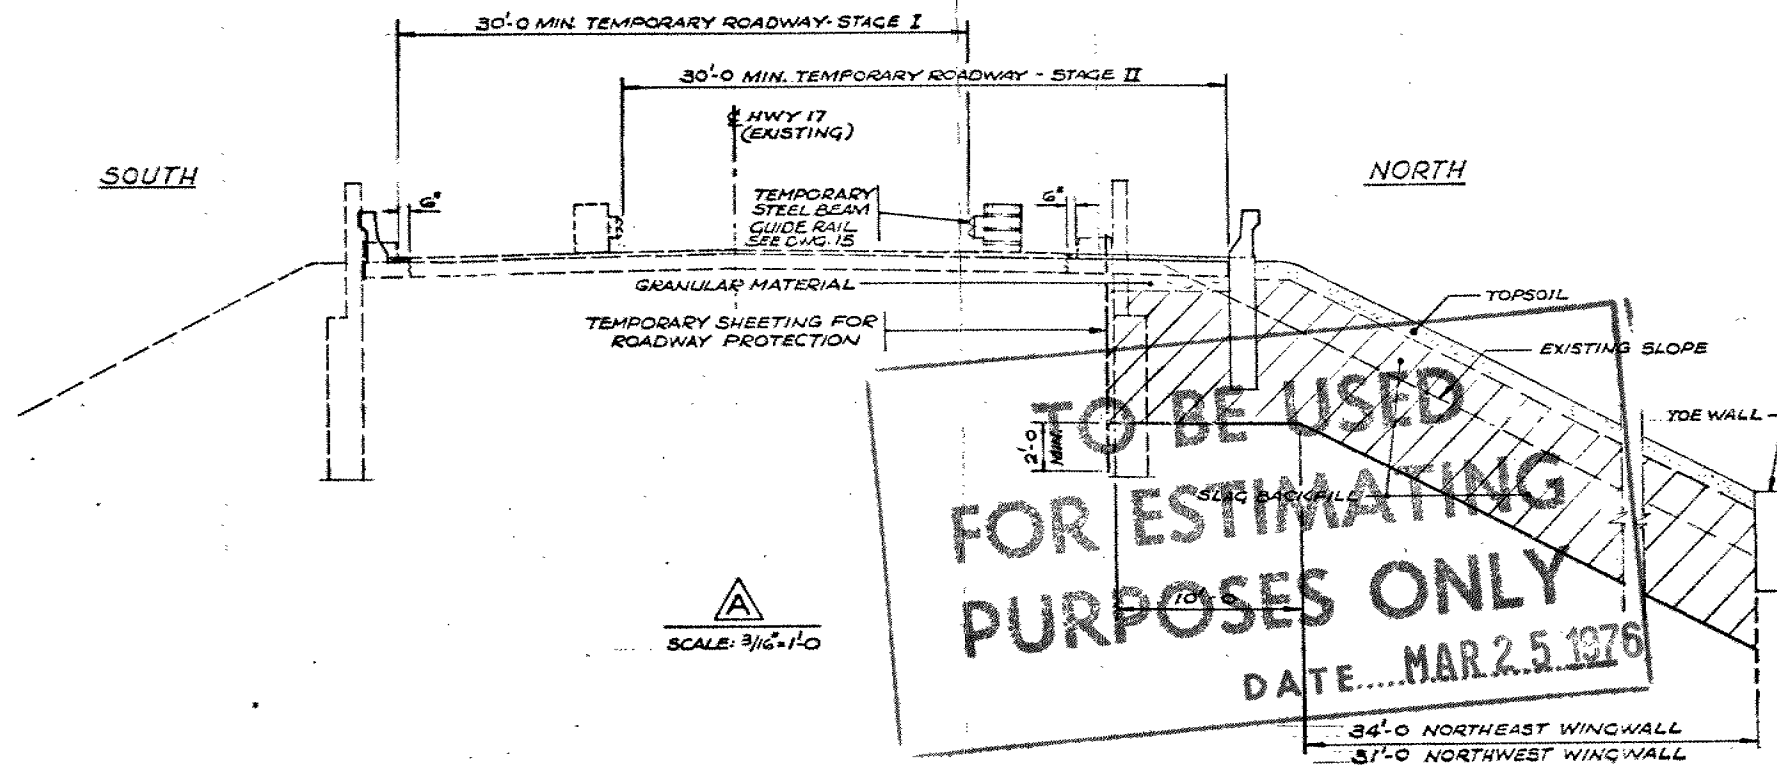 30'-0 MIN. TEMPORARY ROADWAY-STAGE I
30'-0 MIN. TEMPORARY ROADWAY - STAGE II
℄ HWY 17
(EXISTING)
SOUTH
NORTH
6"
TEMPORARY
STEEL BEAM
GUIDE RAIL
SEE DWG. 15
6"
GRANULAR MATERIAL
TOPSOIL
TEMPORARY SHEETING FOR
ROADWAY PROTECTION
EXISTING SLOPE
TOE WALL
2'-0
MIN.
SLAG BACKFILL
TO BE USED
FOR ESTIMATING
PURPOSES ONLY
DATE.....MAR 25 1976
10'-0
A
SCALE: 3/16"=1'-0
34'-0 NORTHEAST WINGWALL
31'-0 NORTHWEST WINGWALL